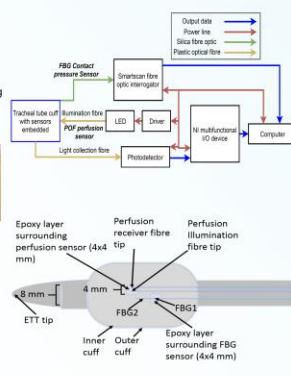 Output data
Power line
Silica fibre optic
Plastic optical fibre
FBG Contact
pressure Sensor
Smartscan fibre
optic interrogator
Tracheal tube cuff
with sensors
embedded
Illumination fibre
POF perfusion
sensor
LED
Driver
NI multifunctional
I/O device
Computer
Light collection fibre
Photodetector
Epoxy layer
surrounding
perfusion sensor (4x4
mm)
Perfusion
receiver fibre
tip
Perfusion
Illumination
fibre tip
8 mm
4 mm
ETT tip
FBG2
FBG1
Inner
cuff
Outer
cuff
Epoxy layer
surrounding FBG
sensor (4x4 mm)